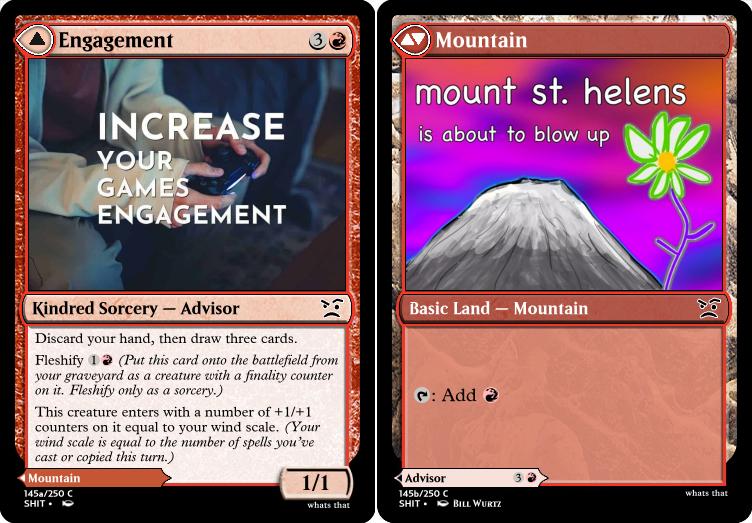 Engagement
3
INCREASE
YOUR
GAMES
ENGAGEMENT
Kindred Sorcery — Advisor
Discard your hand, then draw three cards.
Fleshify 1 (Put this card onto the battlefield from
your graveyard as a creature with a finality counter
on it. Fleshify only as a sorcery.)
This creature enters with a number of +1/+1
counters on it equal to your wind scale. (Your
wind scale is equal to the number of spells you've
cast or copied this turn.)
Mountain
1/1
145a/250 C
SHIT •
whats that
Mountain
mount st. helens
is about to blow up
Basic Land — Mountain
: Add
Advisor
3
145b/250 C
SHIT • BILL WURTZ
whats that